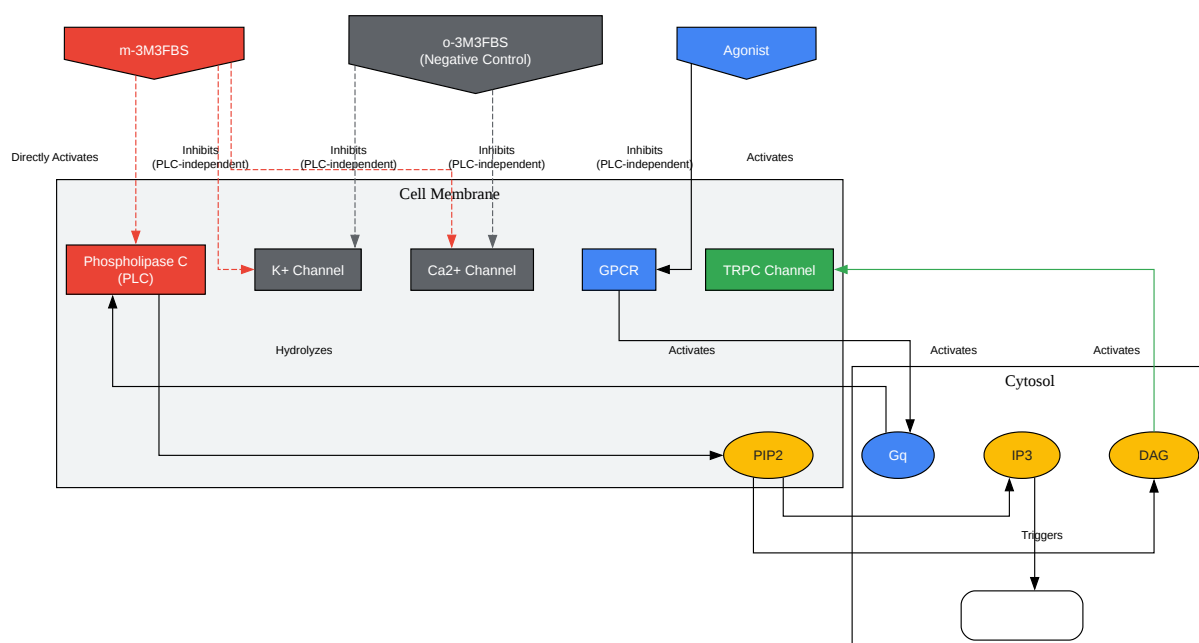 m-3M3FBS
o-3M3FBS
(Negative Control)
Agonist
Directly Activates
Inhibits
(PLC-independent)
Inhibits
(PLC-independent)
Inhibits
(PLC-independent)
Inhibits
(PLC-independent)
Activates
Cell Membrane
Phospholipase C
(PLC)
K+ Channel
Ca2+ Channel
GPCR
TRPC Channel
Hydrolyzes
Activates
Activates
Activates
Cytosol
PIP2
Gq
IP3
DAG
Triggers